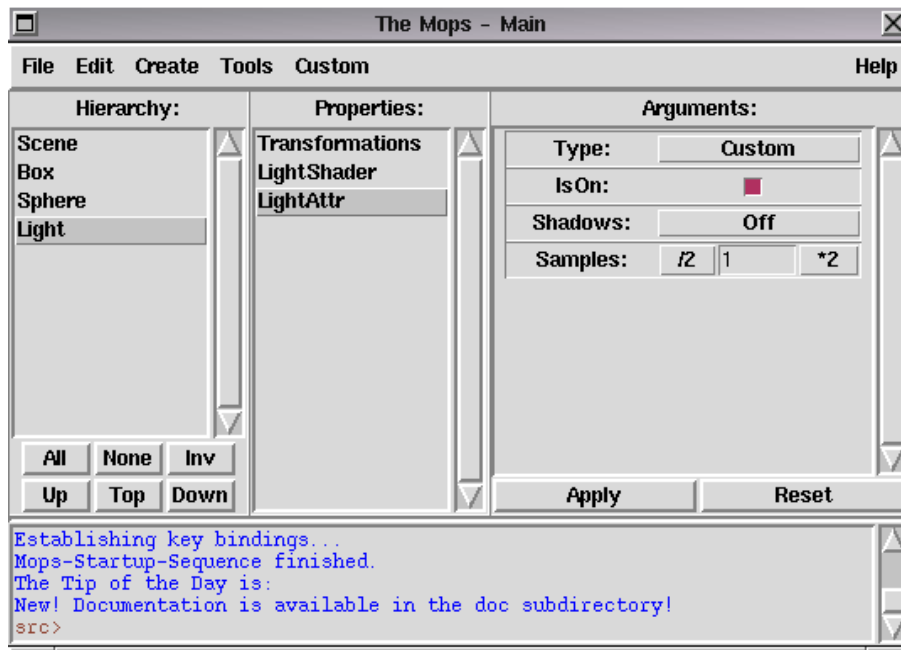 The Mops - Main
File Edit Create Tools Custom Help
Hierarchy:
Scene
Box
Sphere
Light
All None Inv
Up Top Down
Properties:
Transformations
LightShader
LightAttr
Arguments:
Type: Custom
IsOn:
Shadows: Off
Samples: /2 1 *2
Apply Reset
Establishing key bindings...
Mops-Startup-Sequence finished.
The Tip of the Day is:
New! Documentation is available in the doc subdirectory!
src>